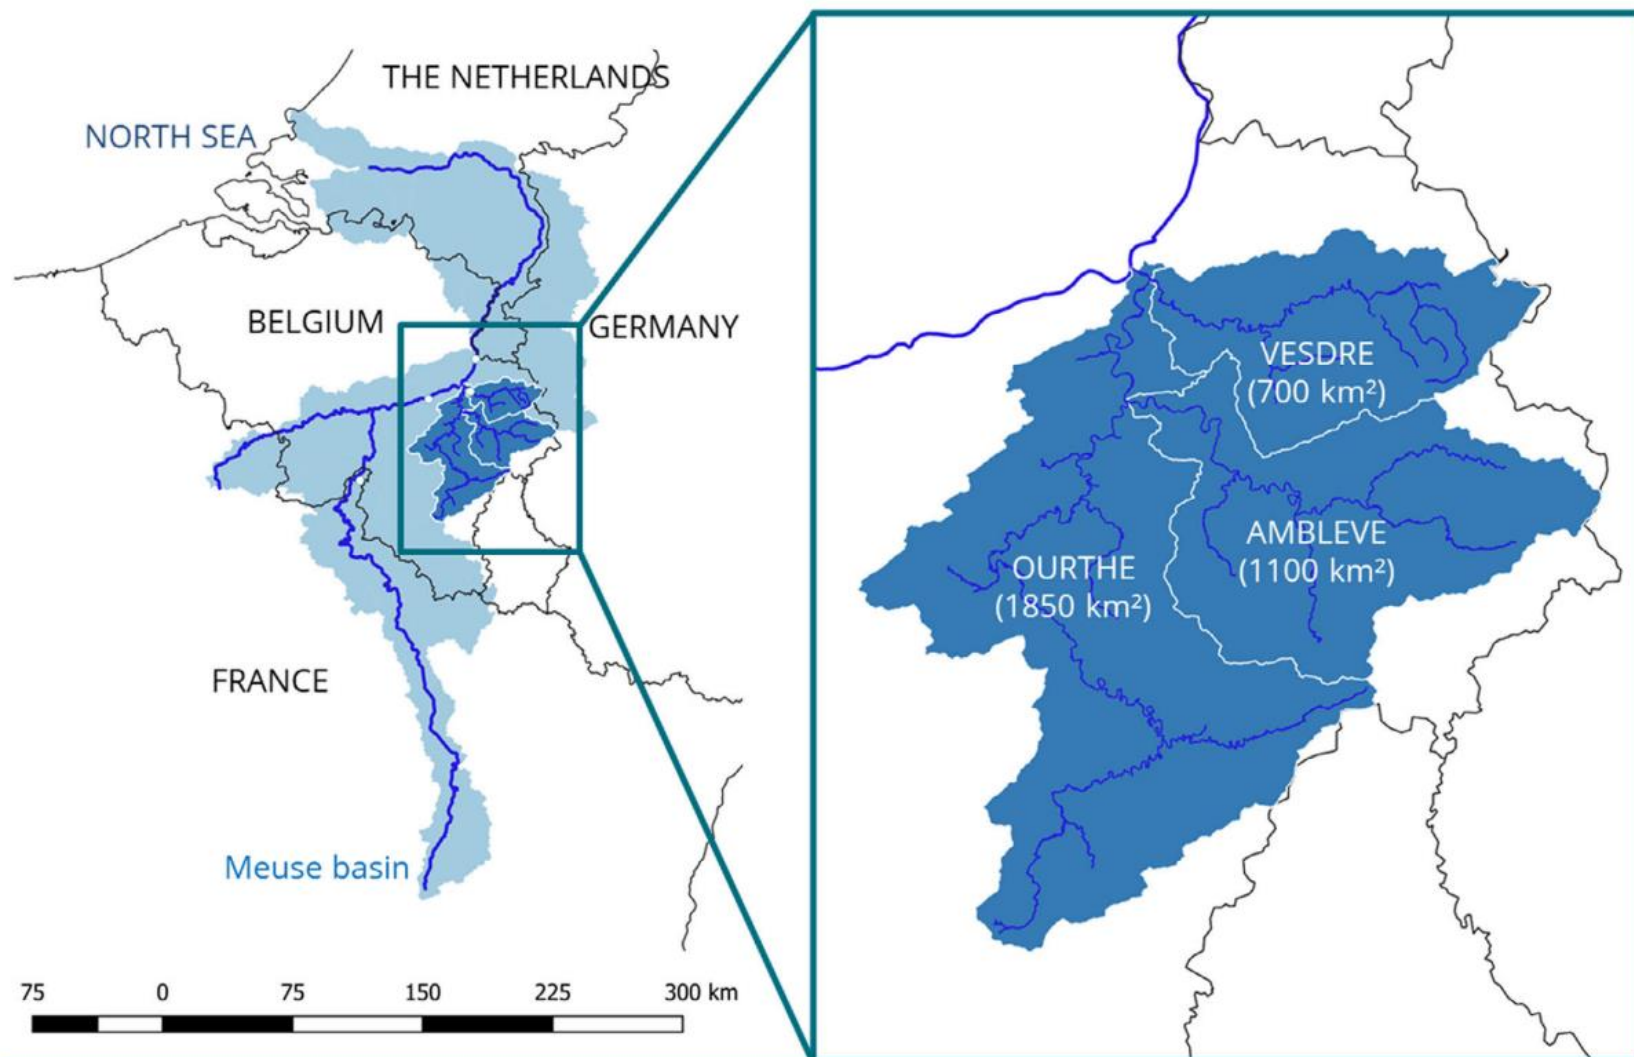 THE NETHERLANDS
NORTH SEA
BELGIUM
GERMANY
FRANCE
Meuse basin
75 0 75 150 225 300 km
VESDRE
(700 km²)
AMBLEVE
(1100 km²)
OURTHE
(1850 km²)